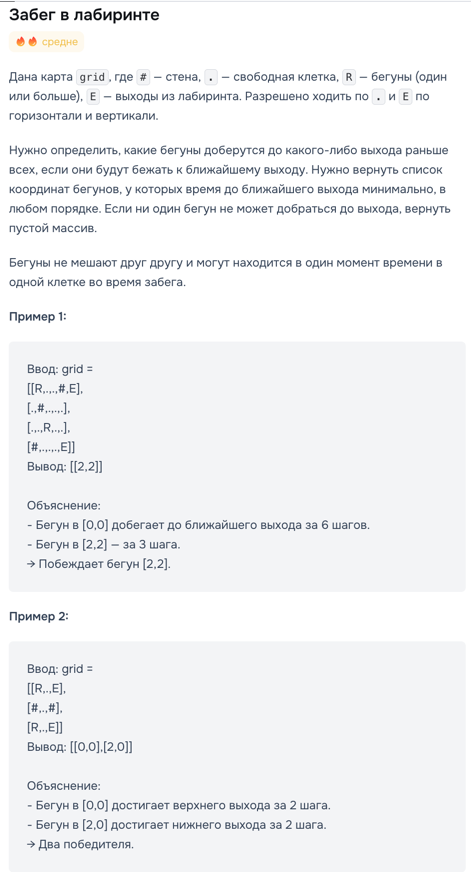 Забег в лабиринте
средне
Дана карта grid, где # — стена, . — свободная клетка, R — бегуны (один
или больше), E — выходы из лабиринта. Разрешено ходить по . и E по
горизонтали и вертикали.
Нужно определить, какие бегуны доберутся до какого-либо выхода раньше
всех, если они будут бежать к ближайшему выходу. Нужно вернуть список
координат бегунов, у которых время до ближайшего выхода минимально, в
любом порядке. Если ни один бегун не может добраться до выхода, вернуть
пустой массив.
Бегуны не мешают друг другу и могут находится в один момент времени в
одной клетке во время забега.
Пример 1:
Ввод: grid =
[[R,.,.,#,E],
[.,#,.,.,.],
[.,.,R,.,.],
[#,.,.,.,E]]
Вывод: [[2,2]]
Объяснение:
- Бегун в [0,0] добегает до ближайшего выхода за 6 шагов.
- Бегун в [2,2] — за 3 шага.
→ Побеждает бегун [2,2].
Пример 2:
Ввод: grid =
[[R,.,E],
[#,.,#],
[R,.,E]]
Вывод: [[0,0],[2,0]]
Объяснение:
- Бегун в [0,0] достигает верхнего выхода за 2 шага.
- Бегун в [2,0] достигает нижнего выхода за 2 шага.
→ Два победителя.